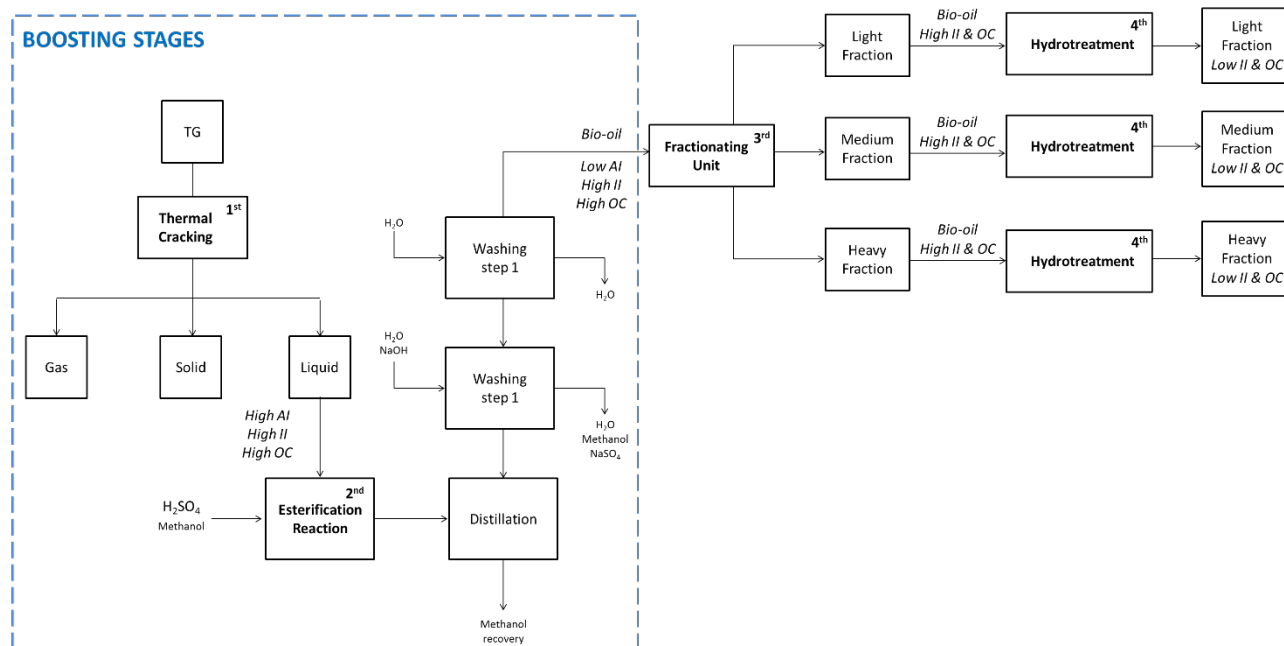 BOOSTING STAGES
TG
1st
Thermal
Cracking
Gas
Solid
Liquid
High AI
High II
High OC
H₂SO₄
Methanol
2nd
Esterification
Reaction
Distillation
Methanol
recovery
H₂O
NaOH
Washing
step 1
H₂O
Methanol
NaSO₄
H₂O
Washing
step 1
H₂O
Bio-oil
Low AI
High II
High OC
3rd
Fractionating
Unit
Light
Fraction
Bio-oil
High II & OC
4th
Hydrotreatment
Light
Fraction
Low II & OC
Medium
Fraction
Bio-oil
High II & OC
4th
Hydrotreatment
Medium
Fraction
Low II & OC
Heavy
Fraction
Bio-oil
High II & OC
4th
Hydrotreatment
Heavy
Fraction
Low II & OC